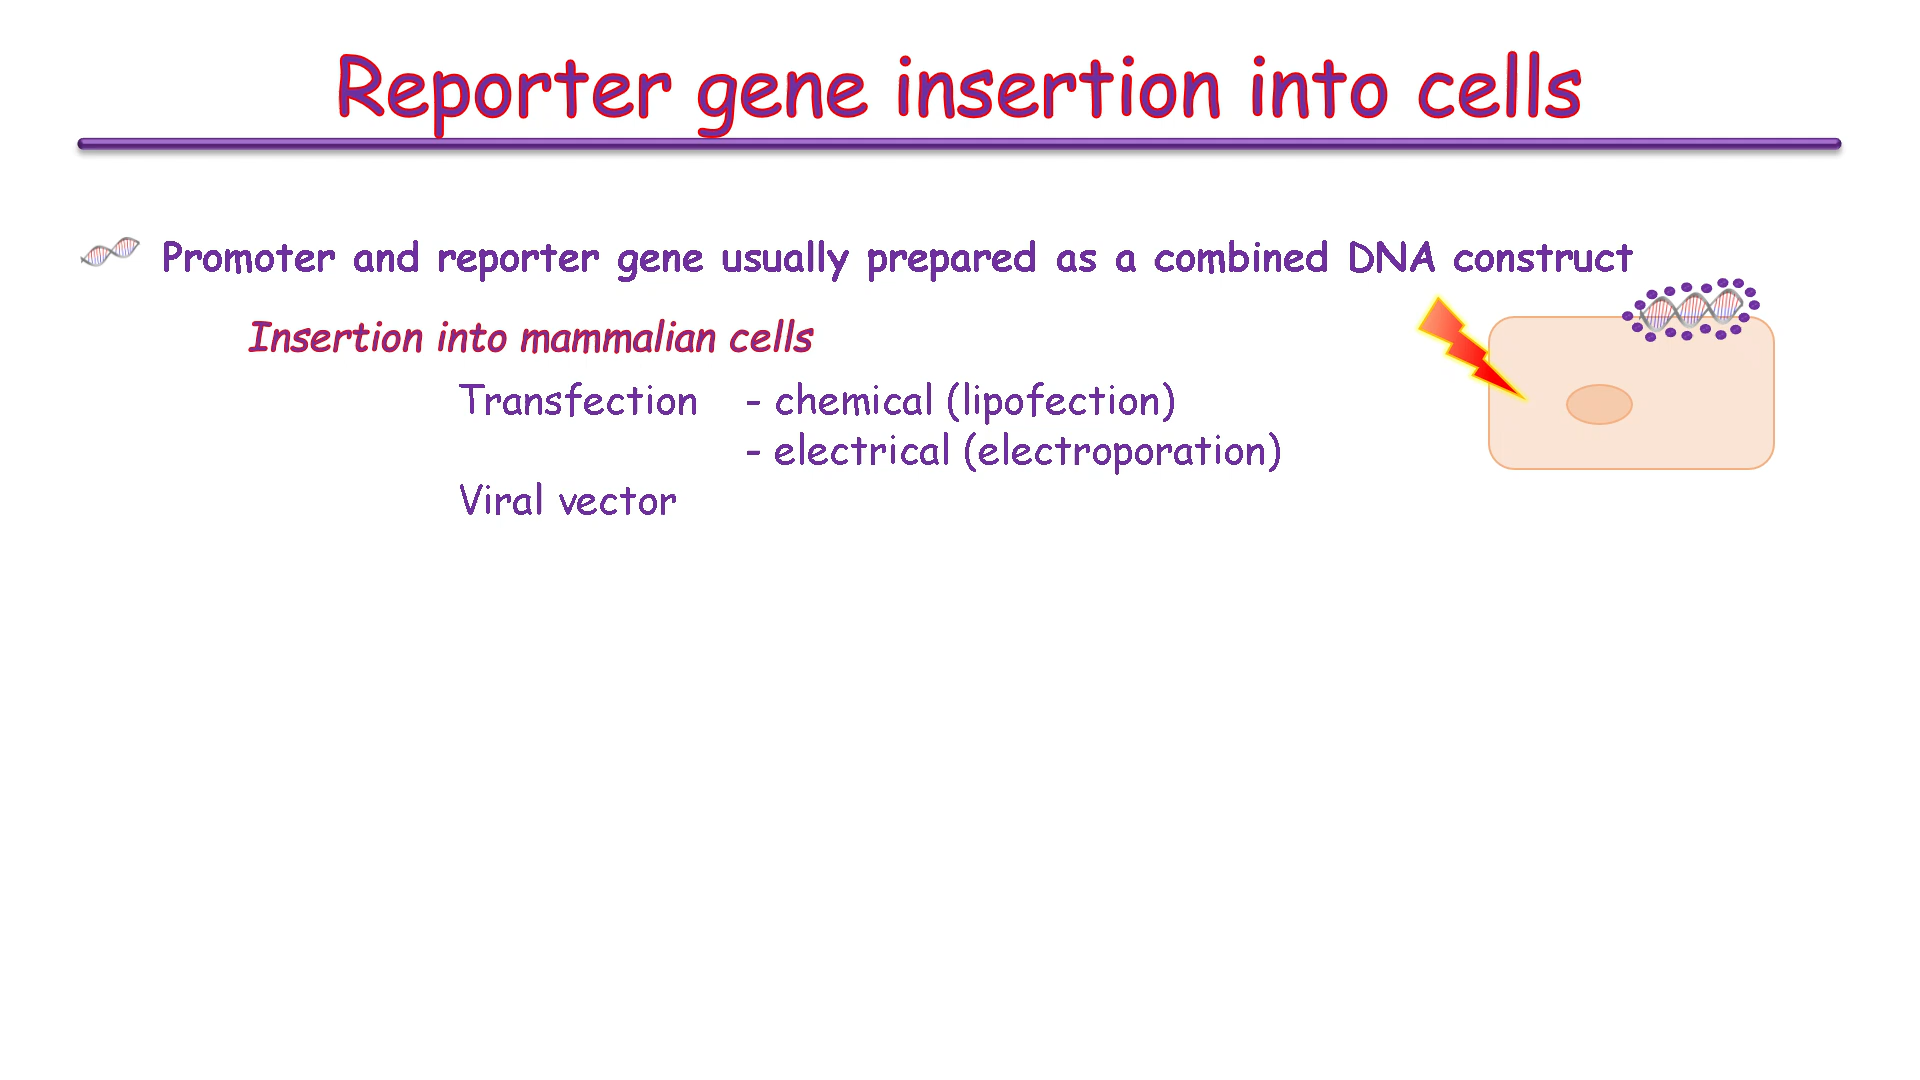 Reporter gene insertion into cells
Promoter and reporter gene usually prepared as a combined DNA construct
Insertion into mammalian cells
Transfection - chemical (lipofection)
- electrical (electroporation)
Viral vector